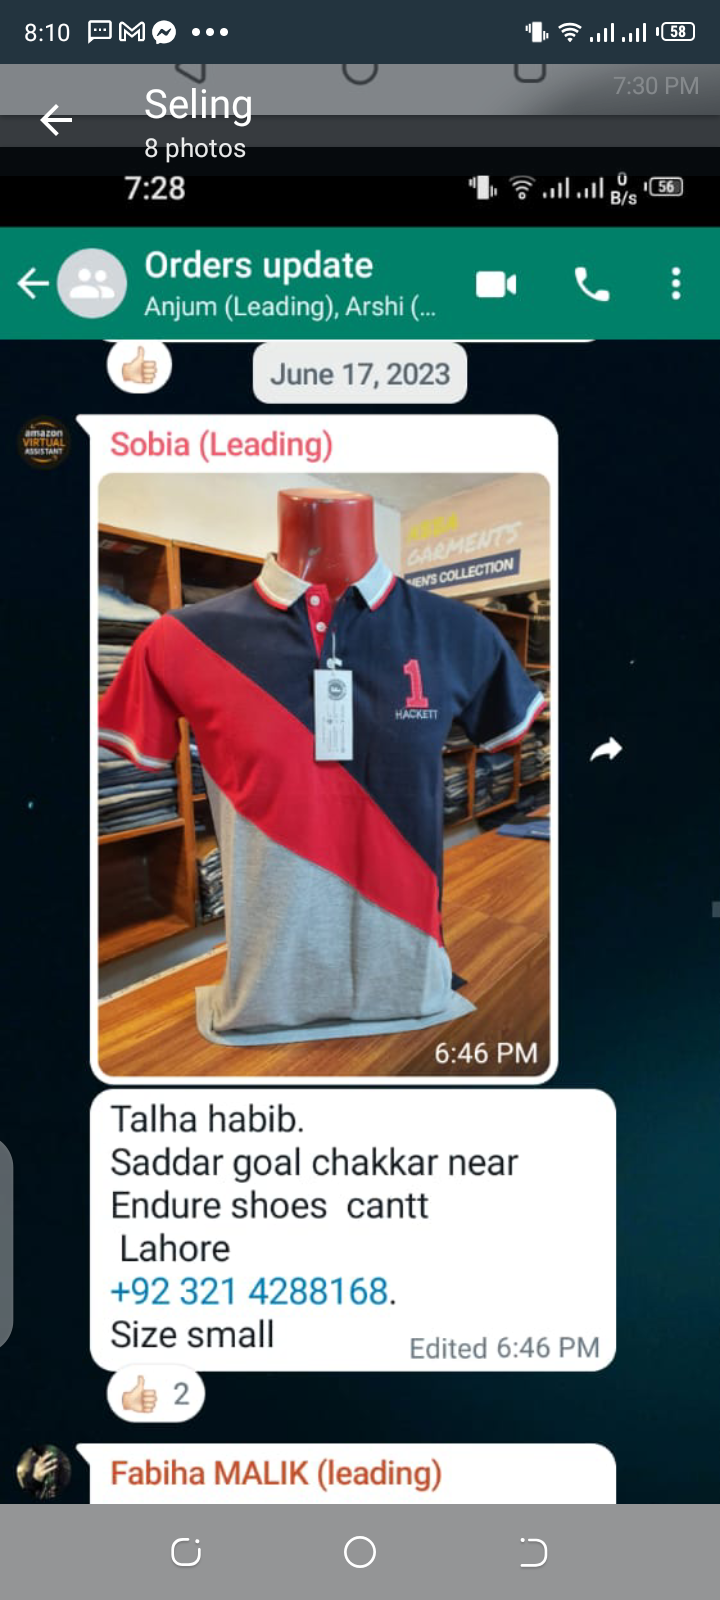 8:10
58
7:30 PM
Seling
8 photos
7:28
0
B/s
56
Orders update
Anjum (Leading), Arshi (...
June 17, 2023
amazon
VIRTUAL
ASSISTANT
Sobia (Leading)
GARMENTS
MEN'S COLLECTION
1
HACKETT
6:46 PM
Talha habib.
Saddar goal chakkar near
Endure shoes cantt
Lahore
+92 321 4288168.
Size small
Edited 6:46 PM
2
Fabiha MALIK (leading)